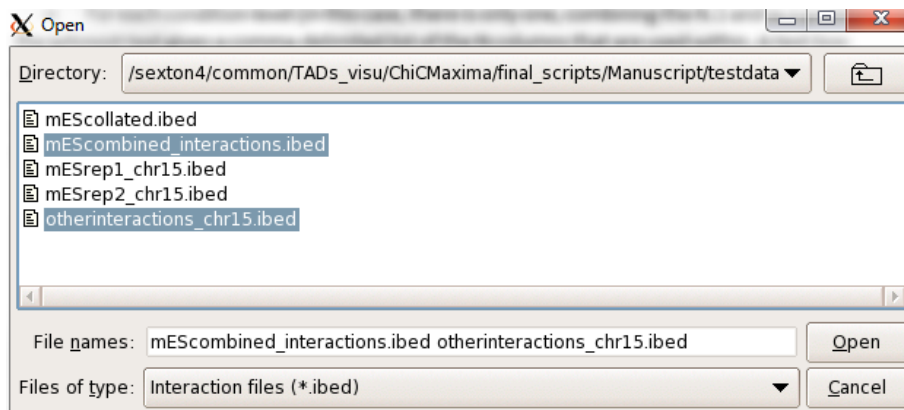 Open
Directory: /sexton4/common/TADs_visu/ChiCMaxima/final_scripts/Manuscript/testdata
mEScollated.ibed
mEScombined_interactions.ibed
mESrep1_chr15.ibed
mESrep2_chr15.ibed
otherinteractions_chr15.ibed
File names: mEScombined_interactions.ibed otherinteractions_chr15.ibed Open
Files of type: Interaction files (*.ibed) Cancel